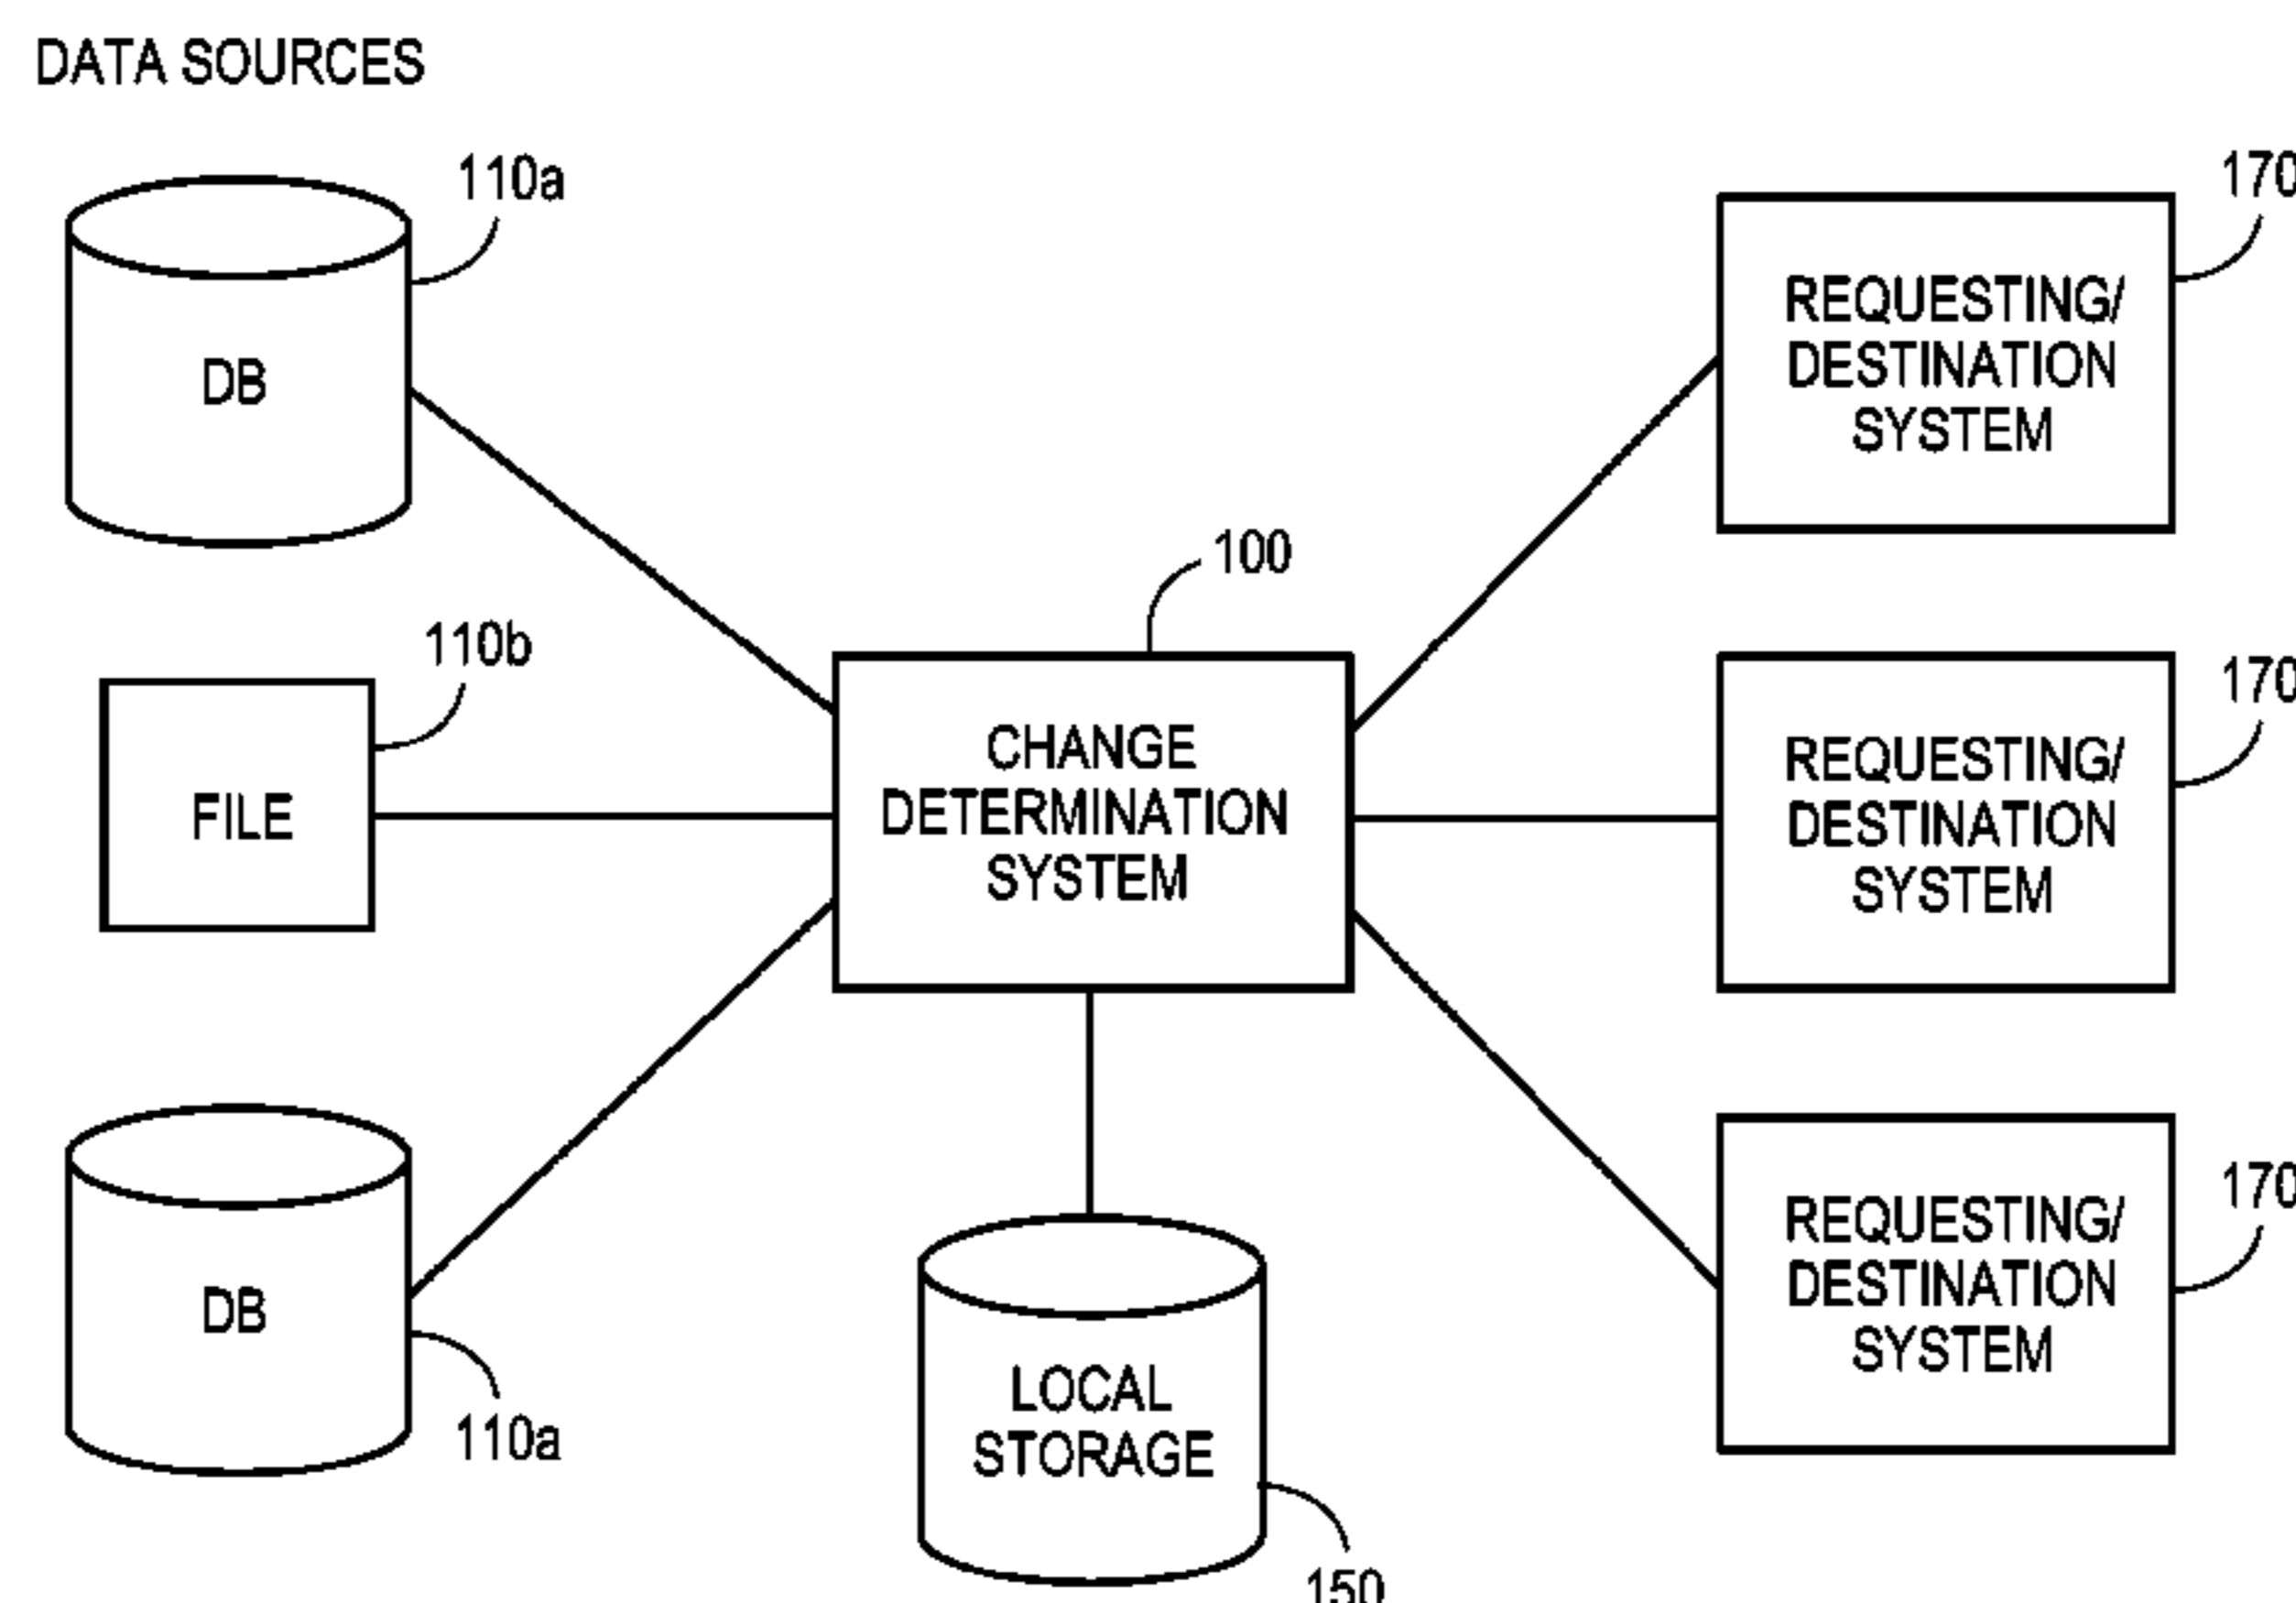 DATA SOURCES
110a
DB
110b
FILE
DB
110a
100
CHANGE
DETERMINATION
SYSTEM
LOCAL
STORAGE
150
170
REQUESTING/
DESTINATION
SYSTEM
170
REQUESTING/
DESTINATION
SYSTEM
170
REQUESTING/
DESTINATION
SYSTEM